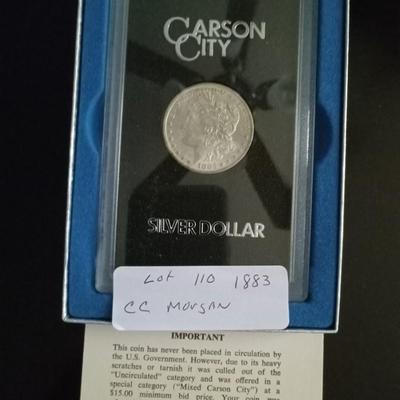 CARSON
CITY
SILVER DOLLAR
Lot 110 1883
CC Morgan
IMPORTANT
This coin has never been placed in circulation by
the U.S. Government. However, due to its heavy
scratches or tarnish it was culled out of the
"Uncirculated" category and was offered in a
special category ("Mixed Carson City") at a
$15.00 minimum bid price. Your coin was